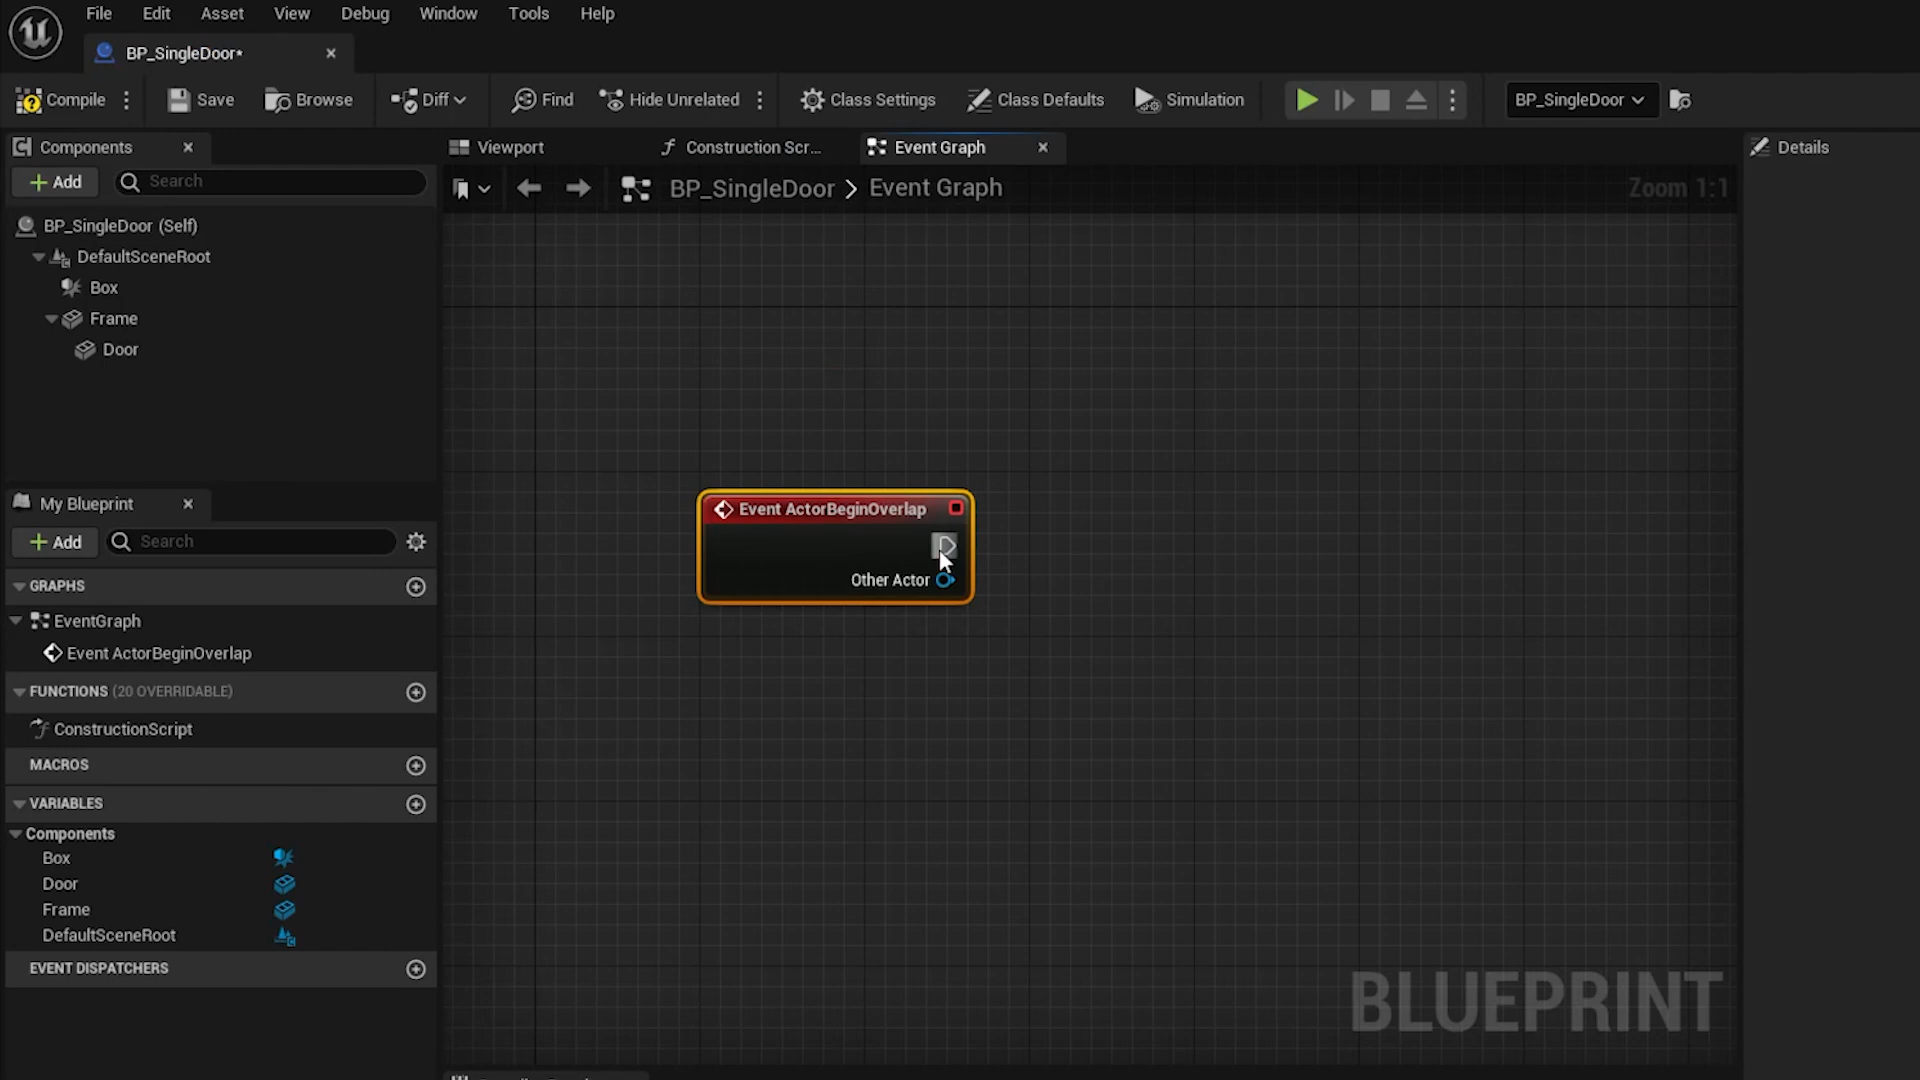 File Edit Asset View Debug Window Tools Help
BP_SingleDoor*
Compile Save Browse Diff Find Hide Unrelated Class Settings Class Defaults Simulation BP_SingleDoor
Components
Viewport Construction Scr... Event Graph Details
Add Search
BP_SingleDoor > Event Graph Zoom 1:1
BP_SingleDoor (Self)
DefaultSceneRoot
Box
Frame
Door
Event ActorBeginOverlap
Other Actor
My Blueprint
Add Search
GRAPHS
EventGraph
Event ActorBeginOverlap
FUNCTIONS (20 OVERRIDABLE)
ConstructionScript
MACROS
VARIABLES
Components
Box
Door
Frame
DefaultSceneRoot
EVENT DISPATCHERS
BLUEPRINT